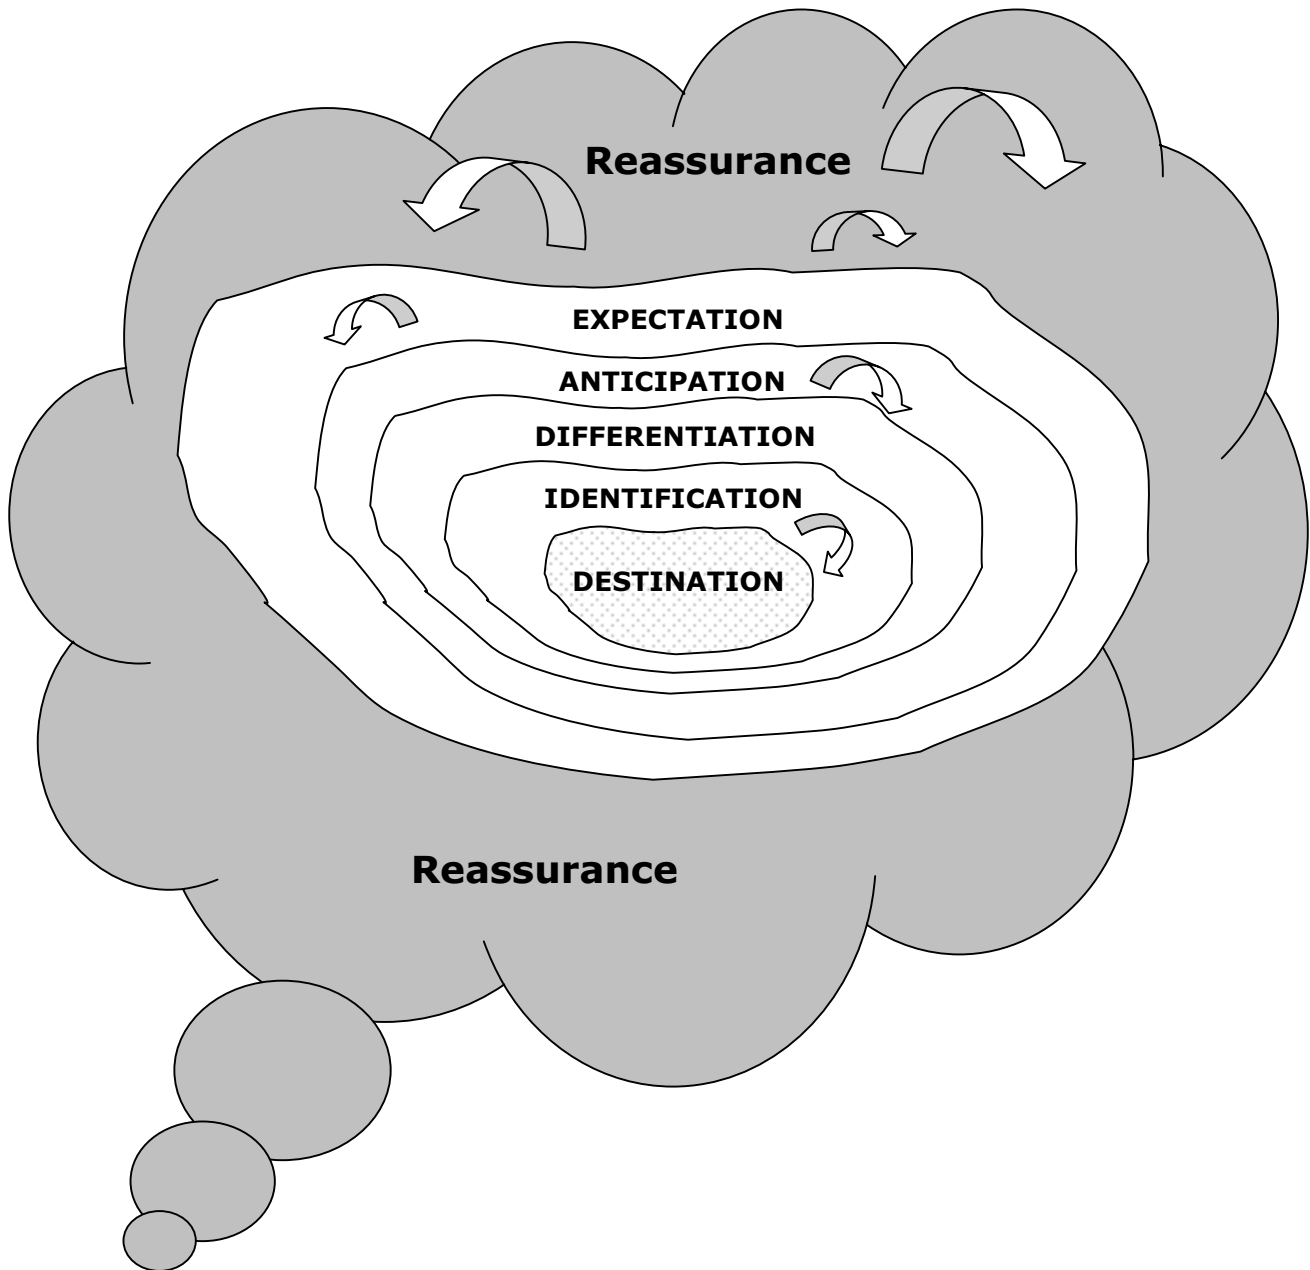 Reassurance
EXPECTATION
ANTICIPATION
DIFFERENTIATION
IDENTIFICATION
DESTINATION
Reassurance